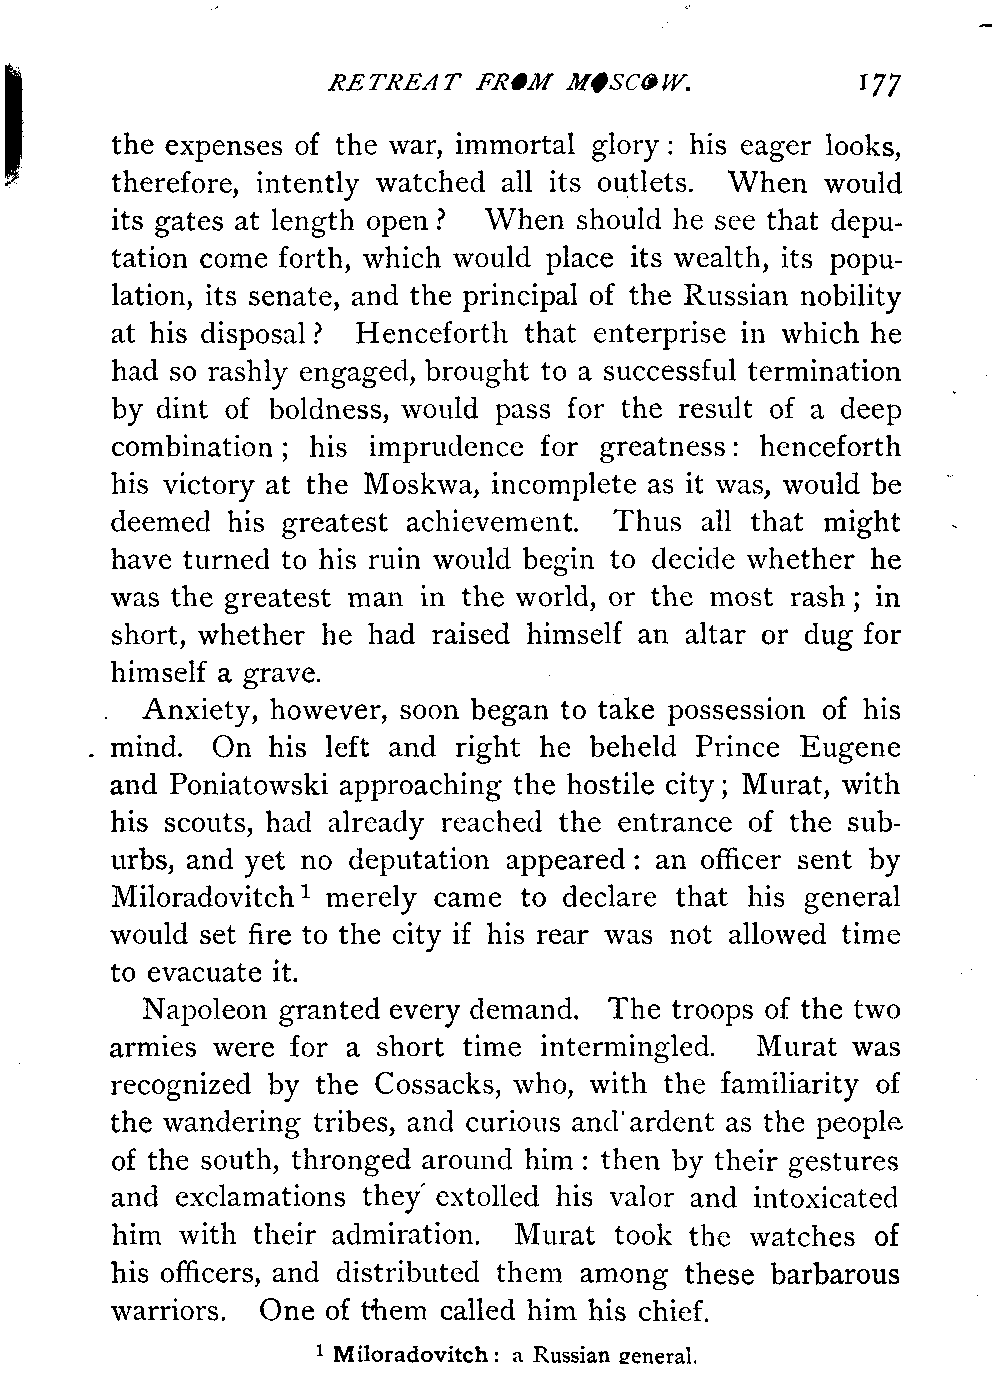 RETREAT FROM MOSCOW. 177
the expenses of the war, immortal glory: his eager looks,
therefore, intently watched all its outlets. When would
its gates at length open? When should he see that depu-
tation come forth, which would place its wealth, its popu-
lation, its senate, and the principal of the Russian nobility
at his disposal? Henceforth that enterprise in which he
had so rashly engaged, brought to a successful termination
by dint of boldness, would pass for the result of a deep
combination; his imprudence for greatness: henceforth
his victory at the Moskwa, incomplete as it was, would be
deemed his greatest achievement. Thus all that might
have turned to his ruin would begin to decide whether he
was the greatest man in the world, or the most rash; in
short, whether he had raised himself an altar or dug for
himself a grave.
Anxiety, however, soon began to take possession of his
mind. On his left and right he beheld Prince Eugene
and Poniatowski approaching the hostile city; Murat, with
his scouts, had already reached the entrance of the sub-
urbs, and yet no deputation appeared: an officer sent by
Miloradovitch¹ merely came to declare that his general
would set fire to the city if his rear was not allowed time
to evacuate it.
Napoleon granted every demand. The troops of the two
armies were for a short time intermingled. Murat was
recognized by the Cossacks, who, with the familiarity of
the wandering tribes, and curious and ardent as the people
of the south, thronged around him: then by their gestures
and exclamations they extolled his valor and intoxicated
him with their admiration. Murat took the watches of
his officers, and distributed them among these barbarous
warriors. One of them called him his chief.
¹ Miloradovitch: a Russian general.